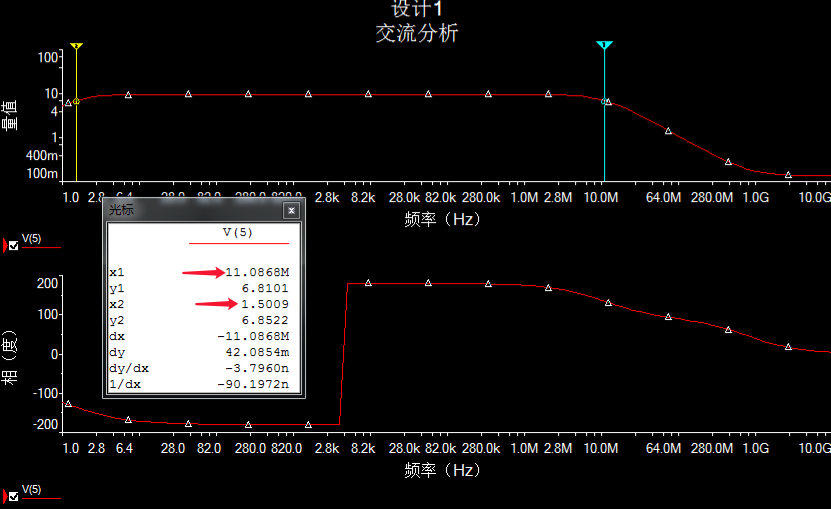 设计1
交流分析
量值
100
10
4
1
400m
100m
1.0 2.8 6.4 28.0 82.0 280.0 820.0 2.8k 8.2k 28.0k 82.0k 280.0k 1.0M 2.8M 10.0M 64.0M 280.0M 1.0G 10.0G
频率（Hz）
V(5)
光标
x
V(5)
x1 11.0868M
y1 6.8101
x2 1.5009
y2 6.8522
dx -11.0868M
dy 42.0854m
dy/dx -3.7960n
1/dx -90.1972n
相（度）
200
100
0
-100
-200
1.0 2.8 6.4 28.0 82.0 280.0 820.0 2.8k 8.2k 28.0k 82.0k 280.0k 1.0M 2.8M 10.0M 64.0M 280.0M 1.0G 10.0G
频率（Hz）
V(5)